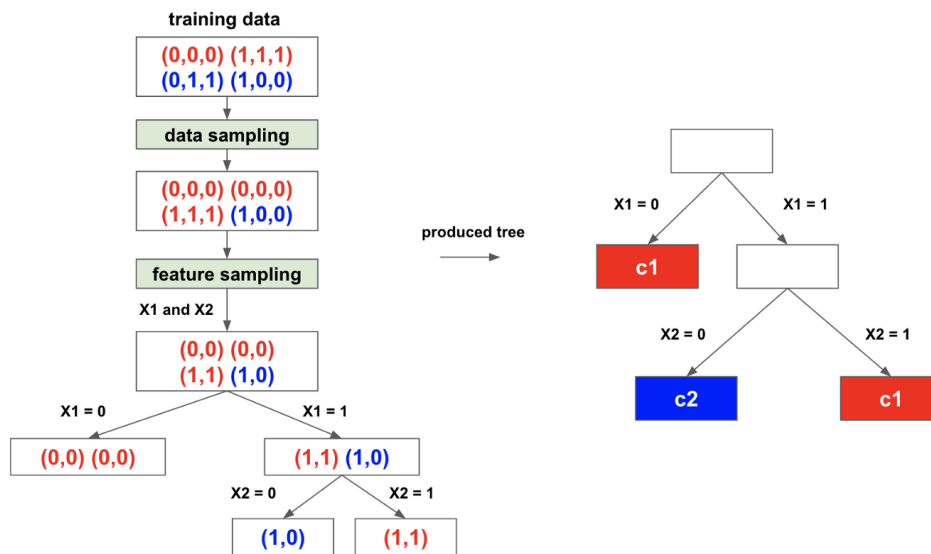 training data
(0,0,0) (1,1,1)
(0,1,1) (1,0,0)
data sampling
(0,0,0) (0,0,0)
(1,1,1) (1,0,0)
feature sampling
X1 and X2
(0,0) (0,0)
(1,1) (1,0)
X1 = 0
X1 = 1
(0,0) (0,0)
(1,1) (1,0)
X2 = 0
X2 = 1
(1,0)
(1,1)
produced tree
X1 = 0
X1 = 1
c1
X2 = 0
X2 = 1
c2
c1